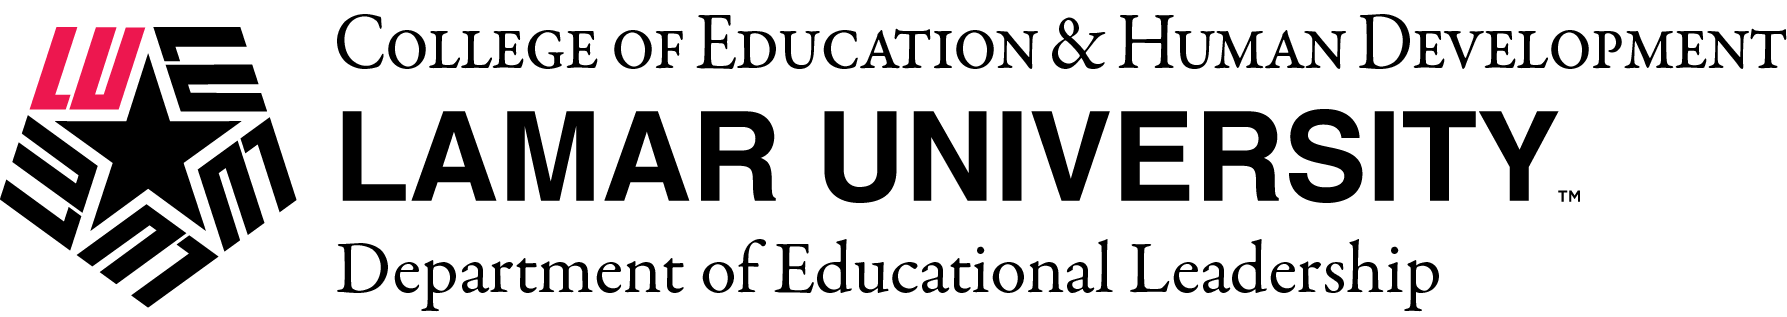 LU
COLLEGE OF EDUCATION & HUMAN DEVELOPMENT
LAMAR UNIVERSITY™
Department of Educational Leadership